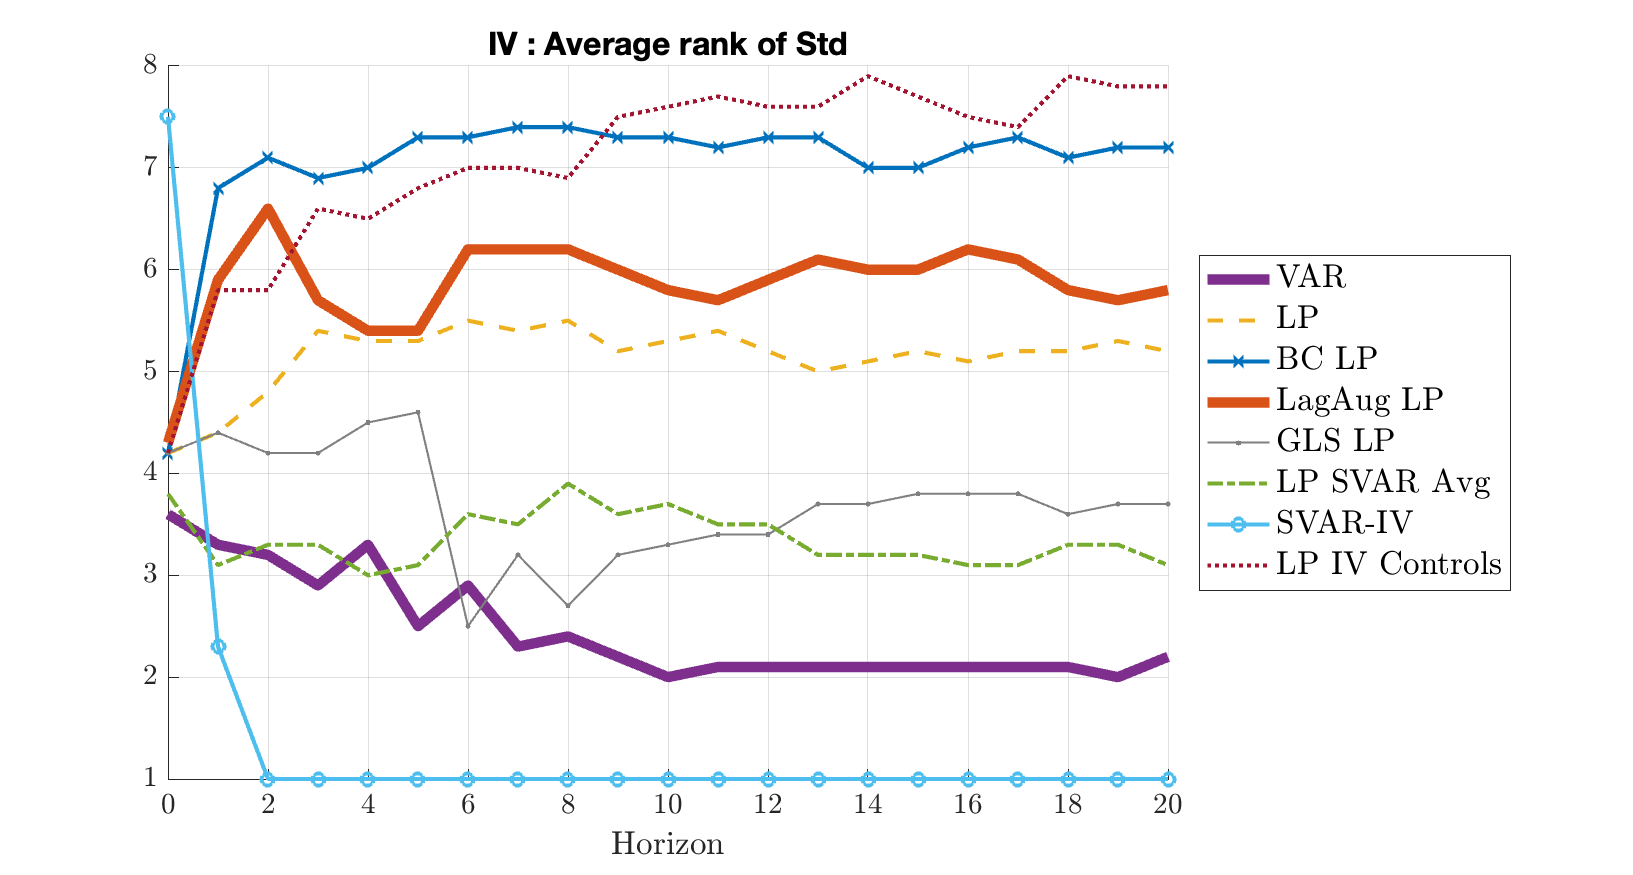 IV : Average rank of Std
8
7
6
5
4
3
2
1
0 2 4 6 8 10 12 14 16 18 20
Horizon
VAR
LP
BC LP
LagAug LP
GLS LP
LP SVAR Avg
SVAR-IV
LP IV Controls